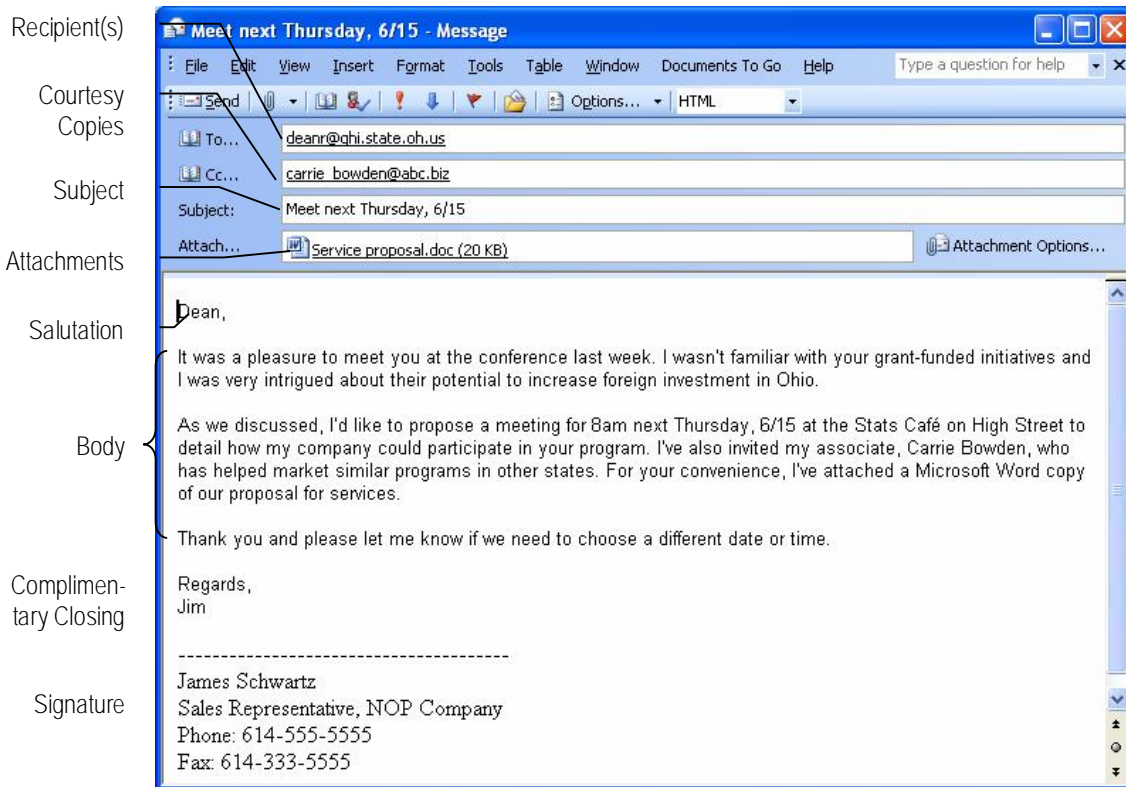 Recipient(s)
Courtesy
Copies
Subject
Attachments
Salutation
Body
Complimen-
tary Closing
Signature
Meet next Thursday, 6/15 - Message
File Edit View Insert Format Tools Table Window Documents To Go Help Type a question for help
Send Options... HTML
To... deanr@ghi.state.oh.us
Cc... carrie_bowden@abc.biz
Subject: Meet next Thursday, 6/15
Attach... Service proposal.doc (20 KB) Attachment Options...
Dean,
It was a pleasure to meet you at the conference last week. I wasn't familiar with your grant-funded initiatives and
I was very intrigued about their potential to increase foreign investment in Ohio.
As we discussed, I'd like to propose a meeting for 8am next Thursday, 6/15 at the Stats Café on High Street to
detail how my company could participate in your program. I've also invited my associate, Carrie Bowden, who
has helped market similar programs in other states. For your convenience, I've attached a Microsoft Word copy
of our proposal for services.
Thank you and please let me know if we need to choose a different date or time.
Regards,
Jim
---------------------------------------
James Schwartz
Sales Representative, NOP Company
Phone: 614-555-5555
Fax: 614-333-5555